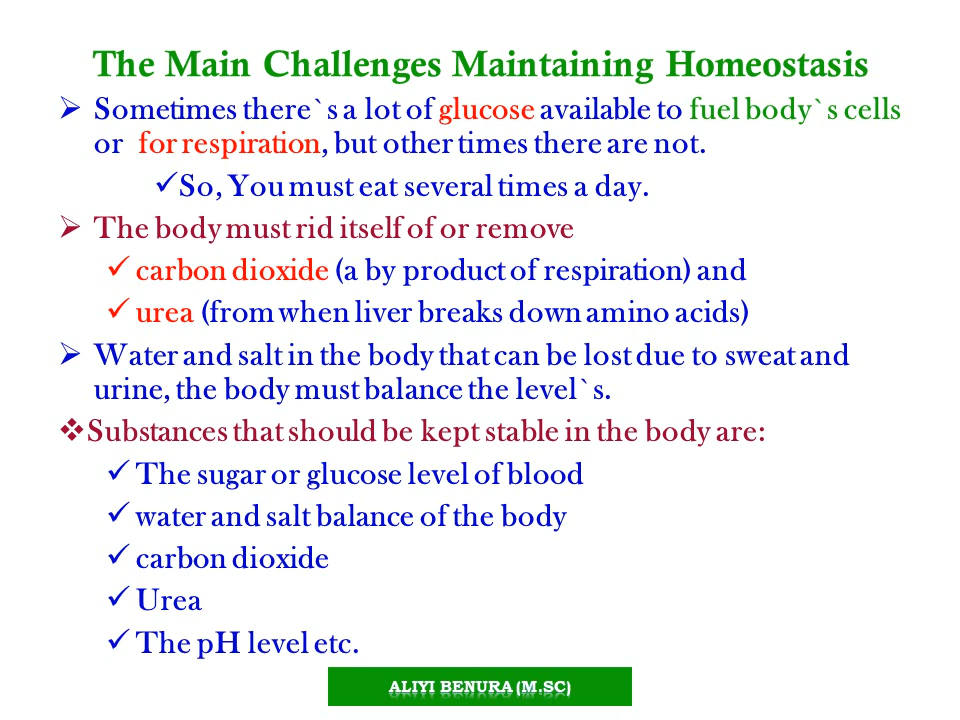 The Main Challenges Maintaining Homeostasis
➢ Sometimes there`s a lot of glucose available to fuel body`s cells
or for respiration, but other times there are not.
✓So, You must eat several times a day.
➢ The body must rid itself of or remove
✓ carbon dioxide (a by product of respiration) and
✓ urea (from when liver breaks down amino acids)
➢ Water and salt in the body that can be lost due to sweat and
urine, the body must balance the level`s.
❖Substances that should be kept stable in the body are:
✓ The sugar or glucose level of blood
✓ water and salt balance of the body
✓ carbon dioxide
✓ Urea
✓ The pH level etc.
ALIYI BENURA (M.SC)